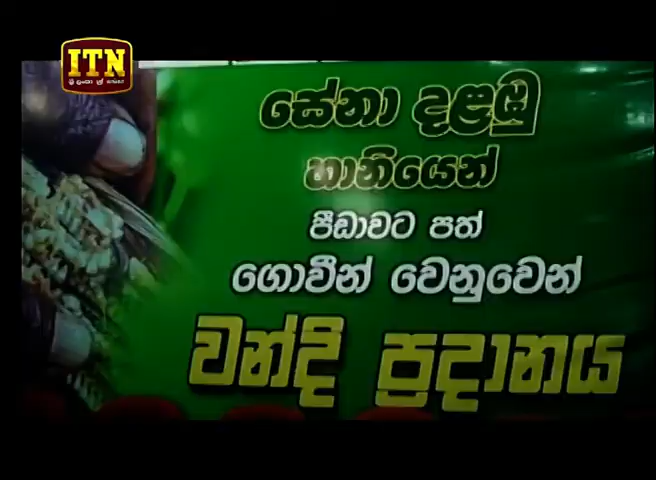 ITN
සේනා දළඹු
හානියෙන්
පීඩාවට පත්
ගොවීන් වෙනුවෙන්
වන්දි ප්‍රදානය